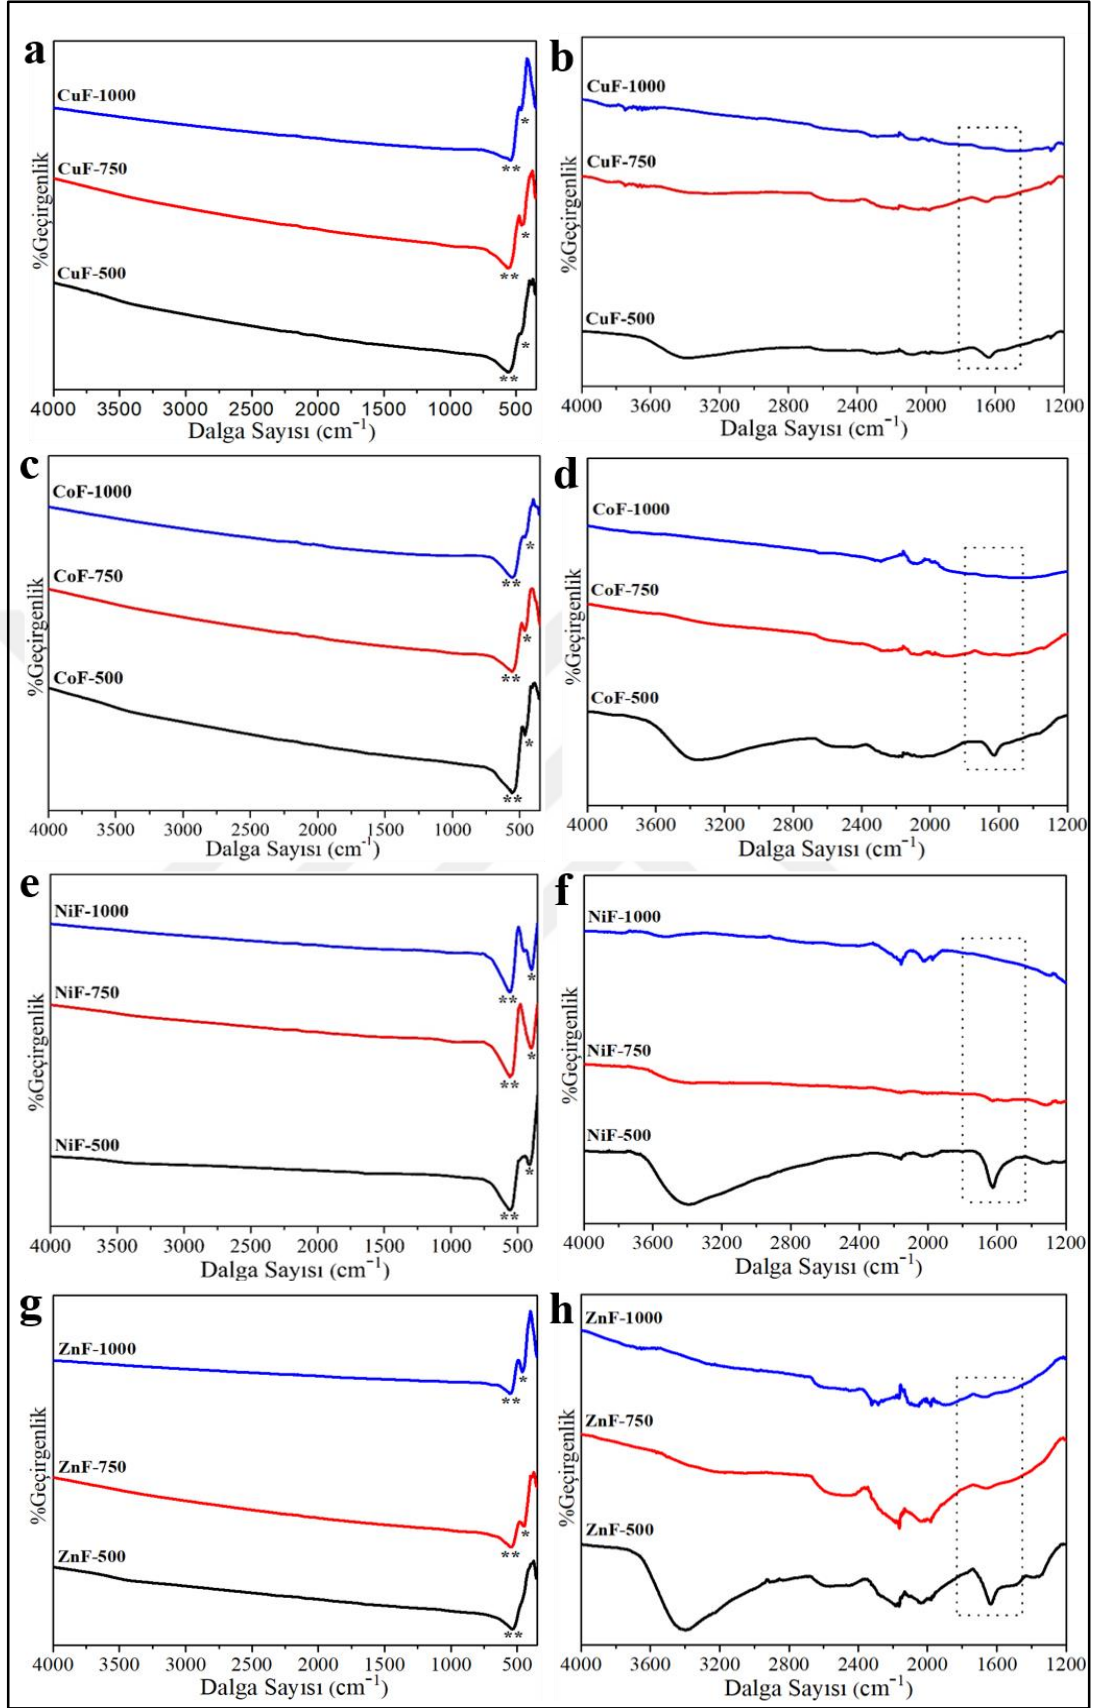 a
CuF-1000
*
**
CuF-750
*
**
CuF-500
*
**
%Geçirgenlik
4000 3500 3000 2500 2000 1500 1000 500
Dalga Sayısı (cm⁻¹)
b
CuF-1000
CuF-750
CuF-500
%Geçirgenlik
4000 3600 3200 2800 2400 2000 1600 1200
Dalga Sayısı (cm⁻¹)
c
CoF-1000
*
**
CoF-750
*
**
CoF-500
*
**
%Geçirgenlik
4000 3500 3000 2500 2000 1500 1000 500
Dalga Sayısı (cm⁻¹)
d
CoF-1000
CoF-750
CoF-500
%Geçirgenlik
4000 3600 3200 2800 2400 2000 1600 1200
Dalga Sayısı (cm⁻¹)
e
NiF-1000
*
**
NiF-750
*
**
NiF-500
*
**
%Geçirgenlik
4000 3500 3000 2500 2000 1500 1000 500
Dalga Sayısı (cm⁻¹)
f
NiF-1000
NiF-750
NiF-500
%Geçirgenlik
4000 3600 3200 2800 2400 2000 1600 1200
Dalga Sayısı (cm⁻¹)
g
ZnF-1000
*
**
ZnF-750
*
**
ZnF-500
**
%Geçirgenlik
4000 3500 3000 2500 2000 1500 1000 500
Dalga Sayısı (cm⁻¹)
h
ZnF-1000
ZnF-750
ZnF-500
%Geçirgenlik
4000 3600 3200 2800 2400 2000 1600 1200
Dalga Sayısı (cm⁻¹)